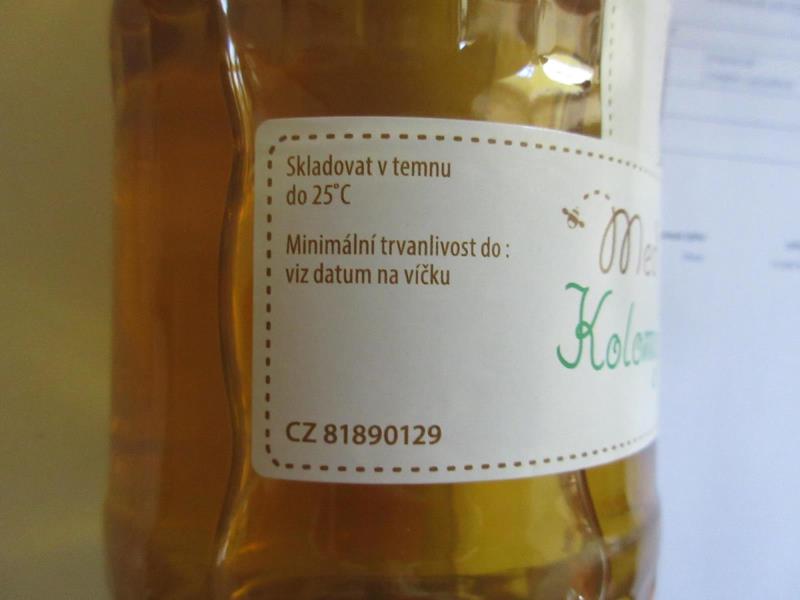 Skladovat v temnu
do 25°C
Minimální trvanlivost do :
viz datum na víčku
CZ 81890129